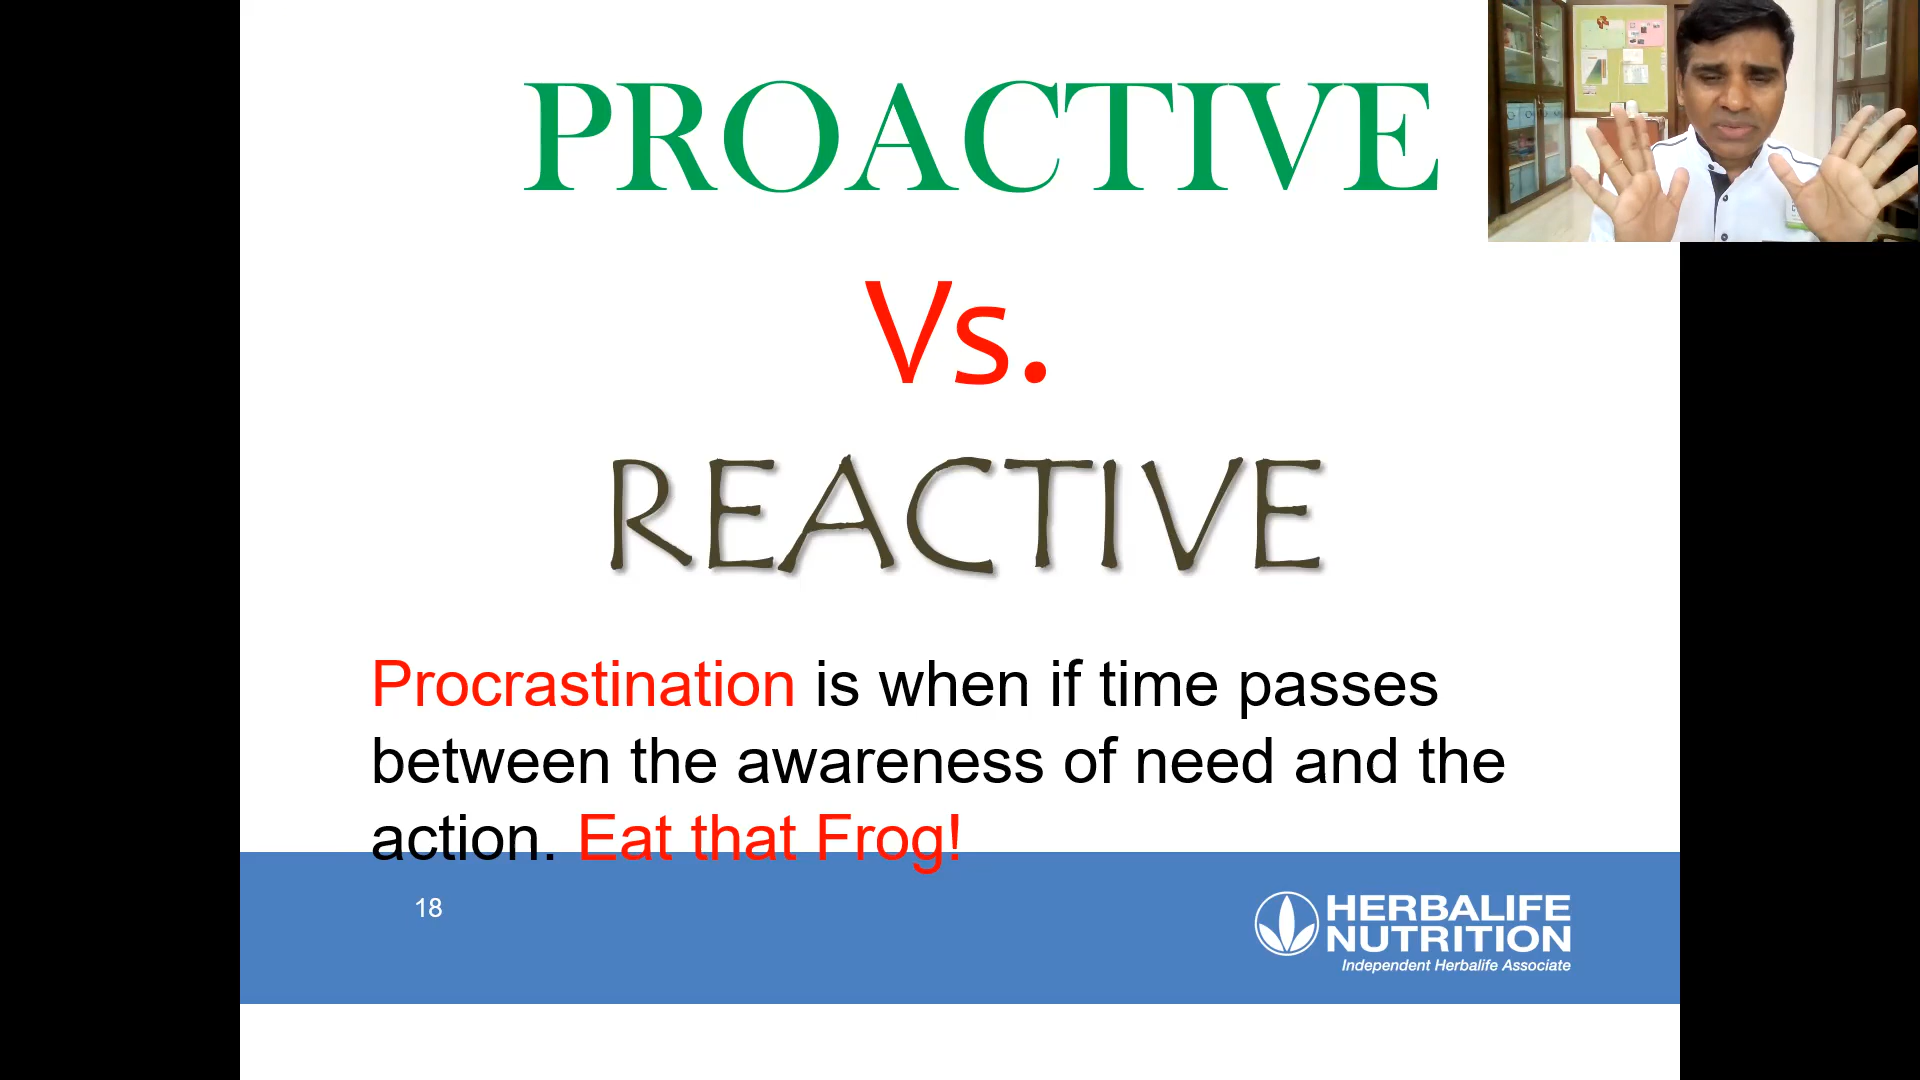 PROACTIVE
Vs.
REACTIVE
Procrastination is when if time passes
between the awareness of need and the
action. Eat that Frog!
18
HERBALIFE
NUTRITION
Independent Herbalife Associate